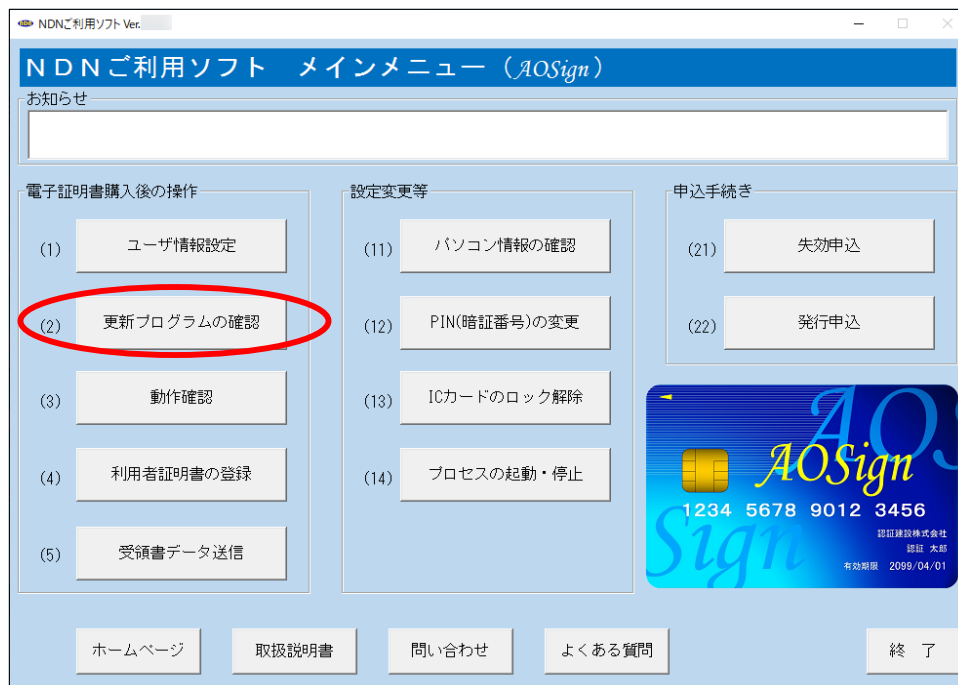 NDNご利用ソフト Ver.
NDNご利用ソフト メインメニュー（AOSign）
お知らせ
電子証明書購入後の操作
(1) ユーザ情報設定
(2) 更新プログラムの確認
(3) 動作確認
(4) 利用者証明書の登録
(5) 受領書データ送信
設定変更等
(11) パソコン情報の確認
(12) PIN(暗証番号)の変更
(13) ICカードのロック解除
(14) プロセスの起動・停止
申込手続き
(21) 失効申込
(22) 発行申込
AOS
AOSign
1234 5678 9012 3456
Sign
認証建設株式会社
認証 太郎
有効期限 2099/04/01
ホームページ
取扱説明書
問い合わせ
よくある質問
終 了